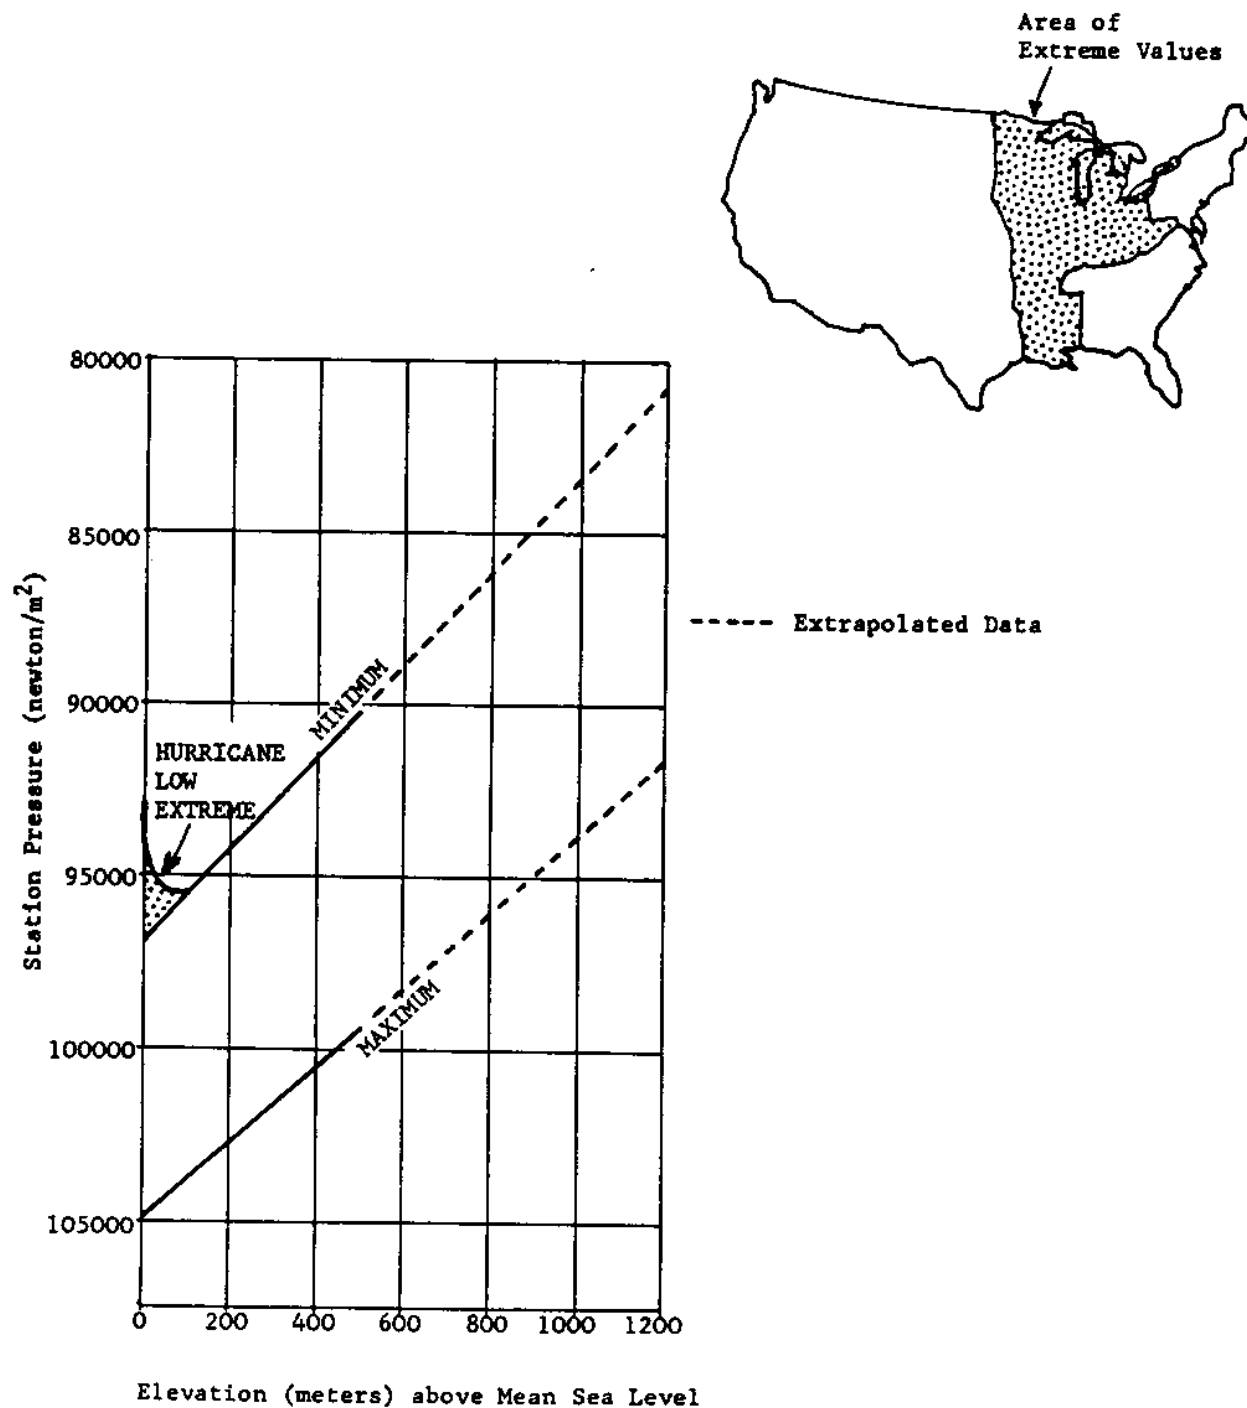 Area of
Extreme Values
80000
85000
90000
95000
100000
105000
Station Pressure (newton/m²)
MINIMUM
HURRICANE
LOW
EXTREME
MAXIMUM
----- Extrapolated Data
0 200 400 600 800 1000 1200
Elevation (meters) above Mean Sea Level